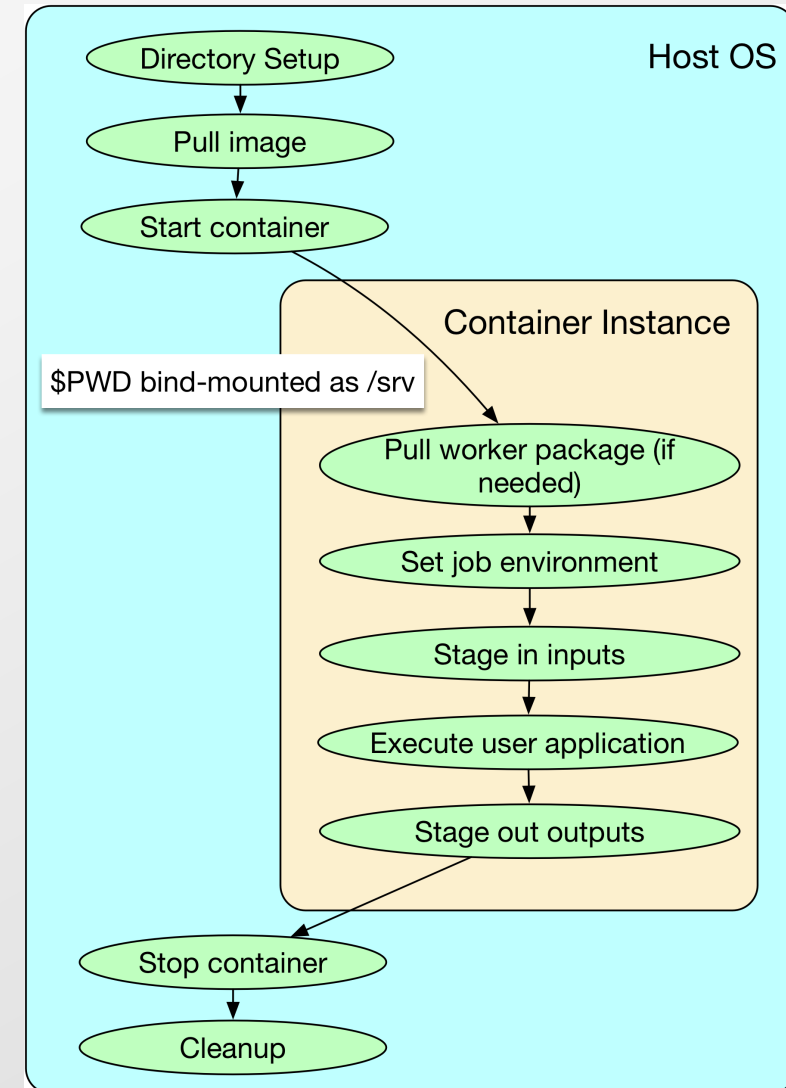 Host OS
Directory Setup
Pull image
Start container
Container Instance
$PWD bind-mounted as /srv
Pull worker package (if
needed)
Set job environment
Stage in inputs
Execute user application
Stage out outputs
Stop container
Cleanup